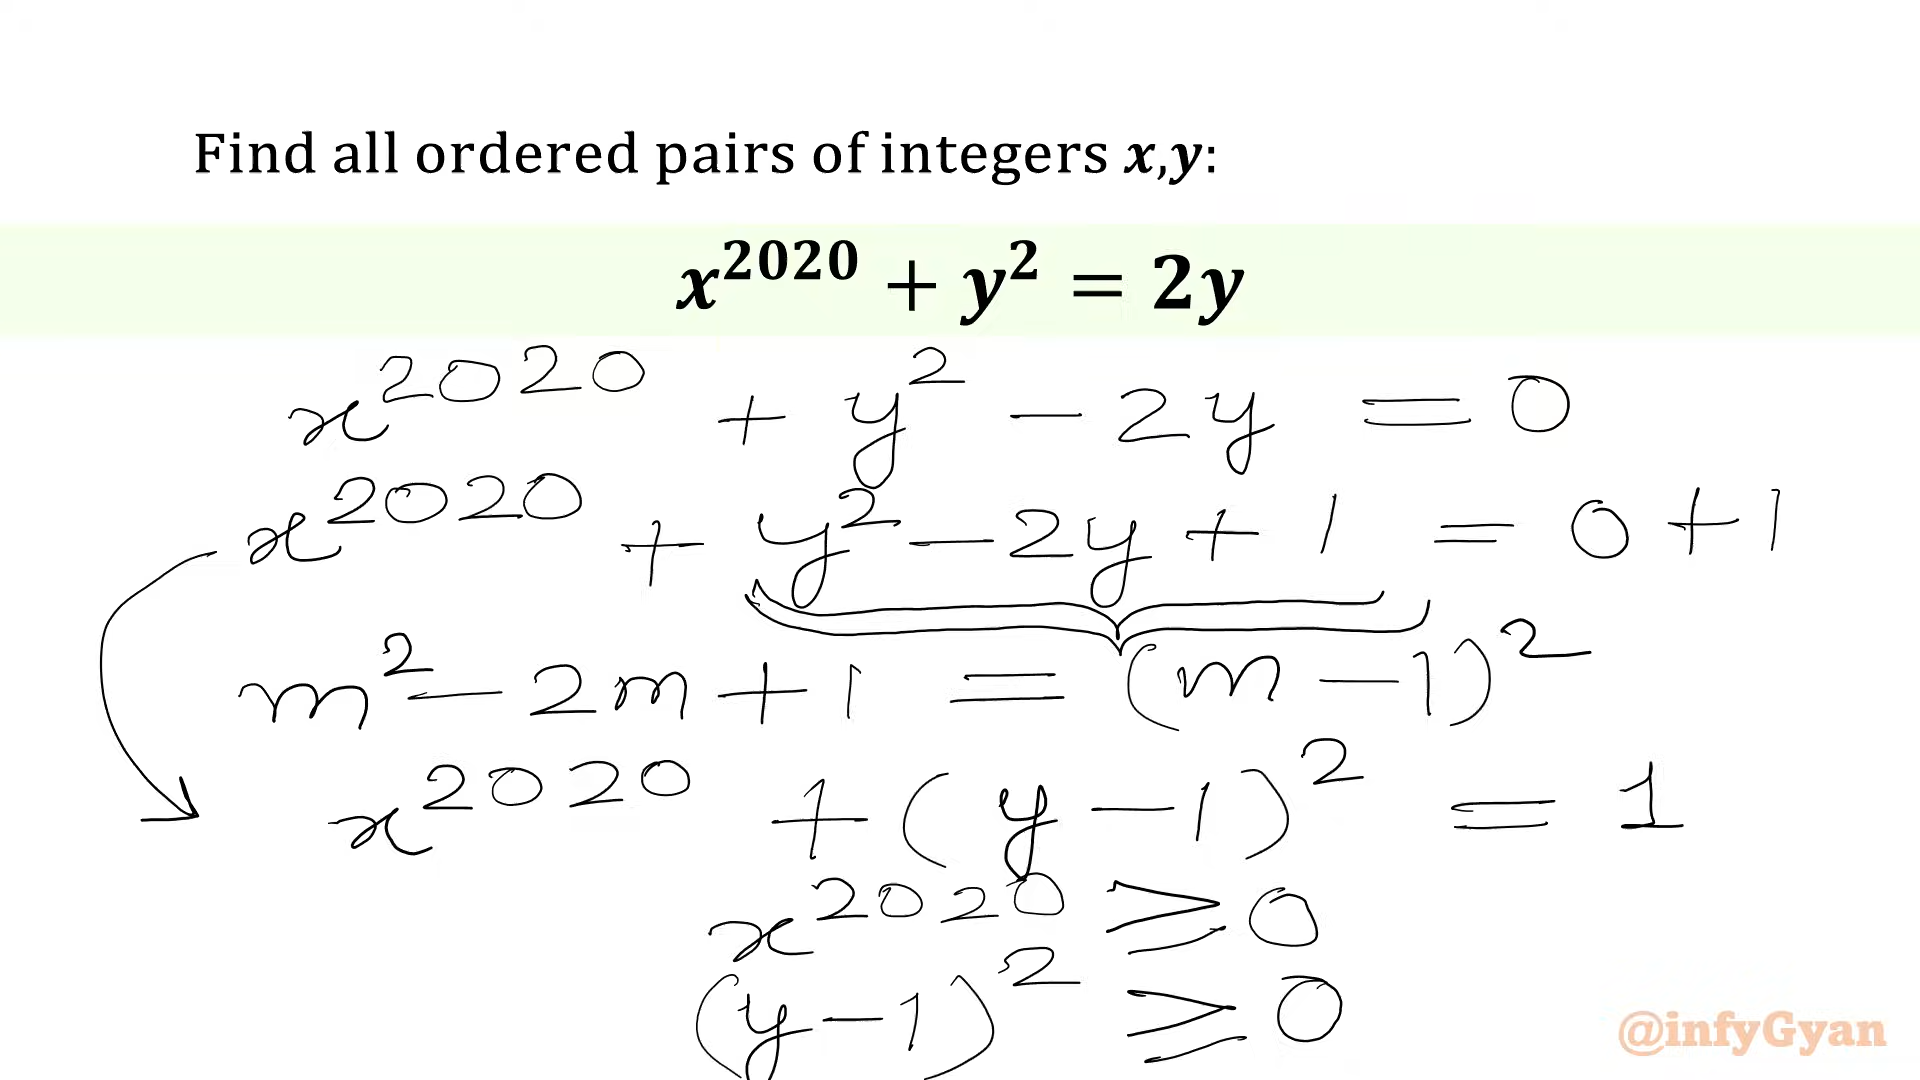 Find all ordered pairs of integers x,y:
x^2020 + y^2 = 2y
x^2020 + y^2 - 2y = 0
x^2020 + y^2 - 2y + 1 = 0 + 1
m^2 - 2m + 1 = (m - 1)^2
x^2020 + (y - 1)^2 = 1
x^2020 ≥ 0
(y - 1)^2 ≥ 0
@infyGyan